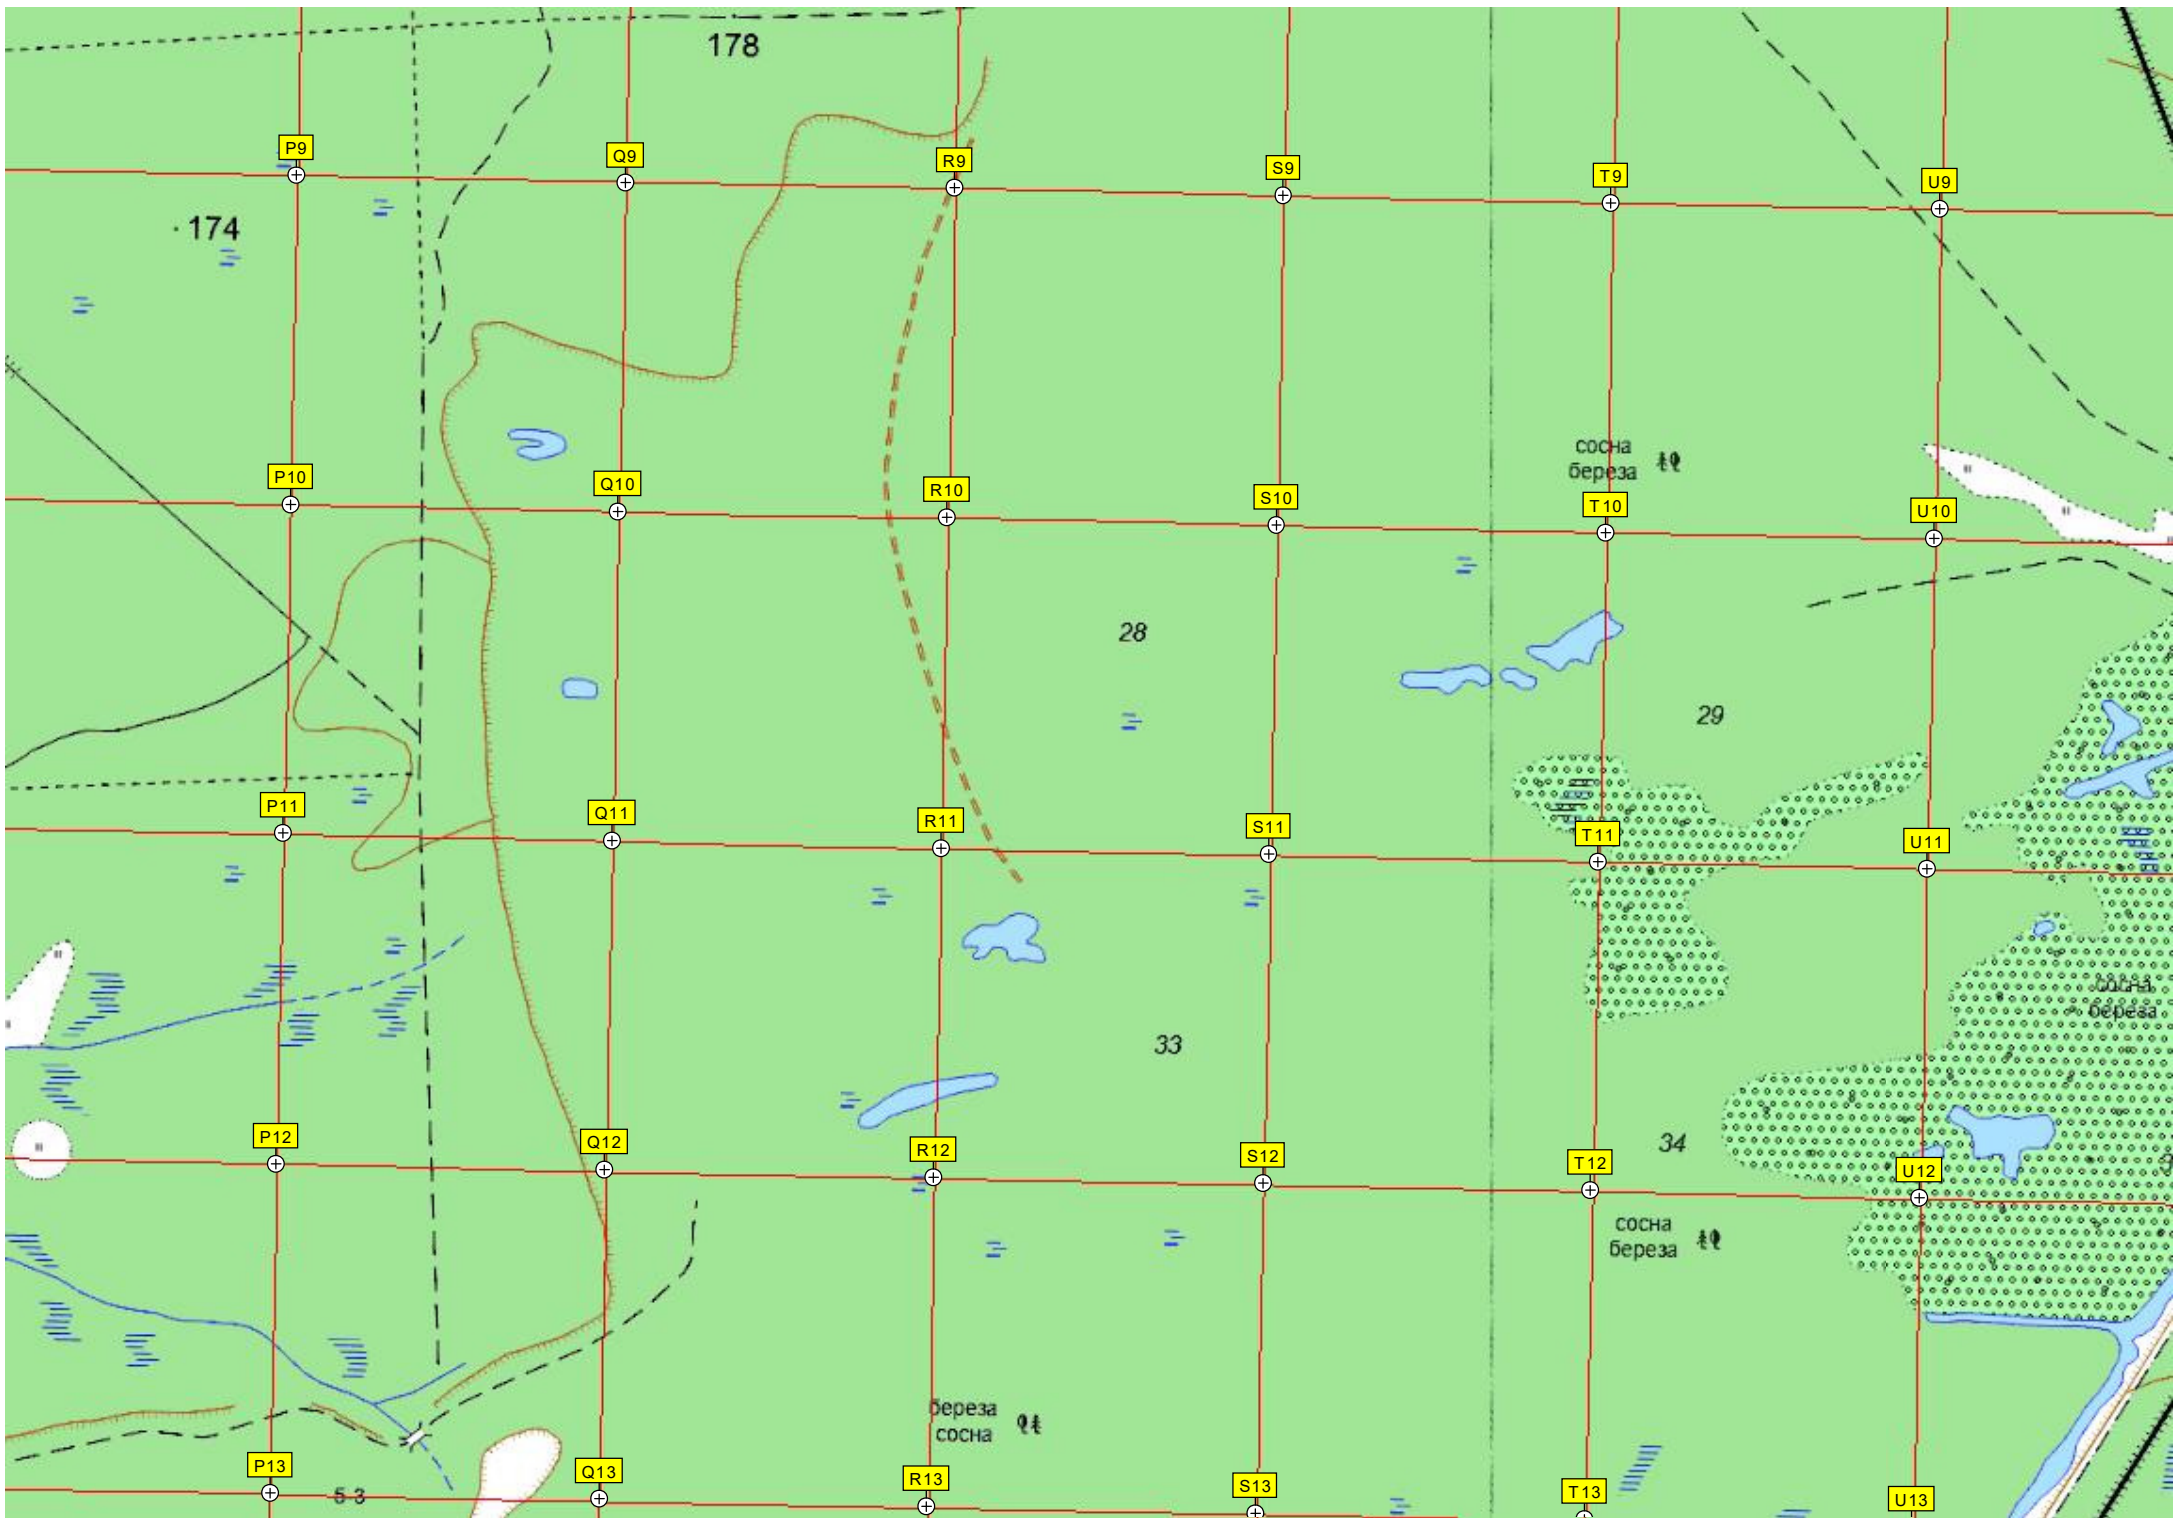 178
P9
Q9
R9
S9
T9
U9
174
сосна
береза
P10
Q10
R10
S10
T10
U10
28
29
P11
Q11
R11
S11
T11
U11
сосна
береза
33
P12
Q12
R12
S12
T12
U12
34
сосна
береза
береза
сосна
P13
Q13
R13
S13
T13
U13
53